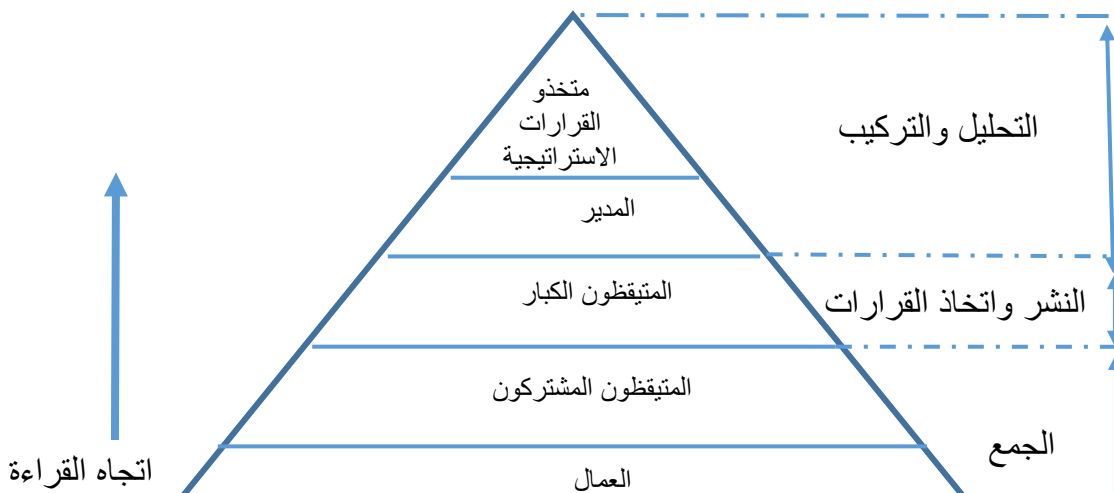 متخذو
القرارات
الاستراتيجية
التحليل والتركيب
المدير
المتيقظون الكبار
النشر واتخاذ القرارات
المتيقظون المشتركون
الجمع
اتجاه القراءة
العمال